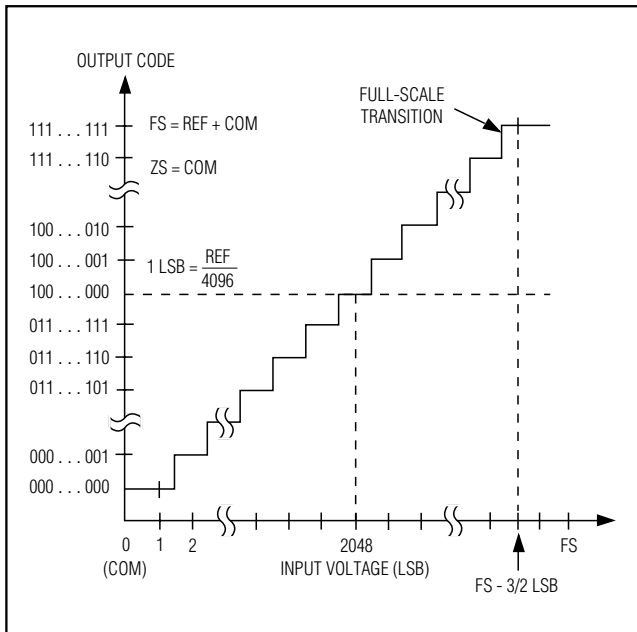 OUTPUT CODE
FULL-SCALE
TRANSITION
111 . . . 111
FS = REF + COM
111 . . . 110
ZS = COM
100 . . . 010
100 . . . 001
1 LSB = REF
4096
100 . . . 000
011 . . . 111
011 . . . 110
011 . . . 101
000 . . . 001
000 . . . 000
0 1 2 2048 FS
(COM) INPUT VOLTAGE (LSB)
FS - 3/2 LSB